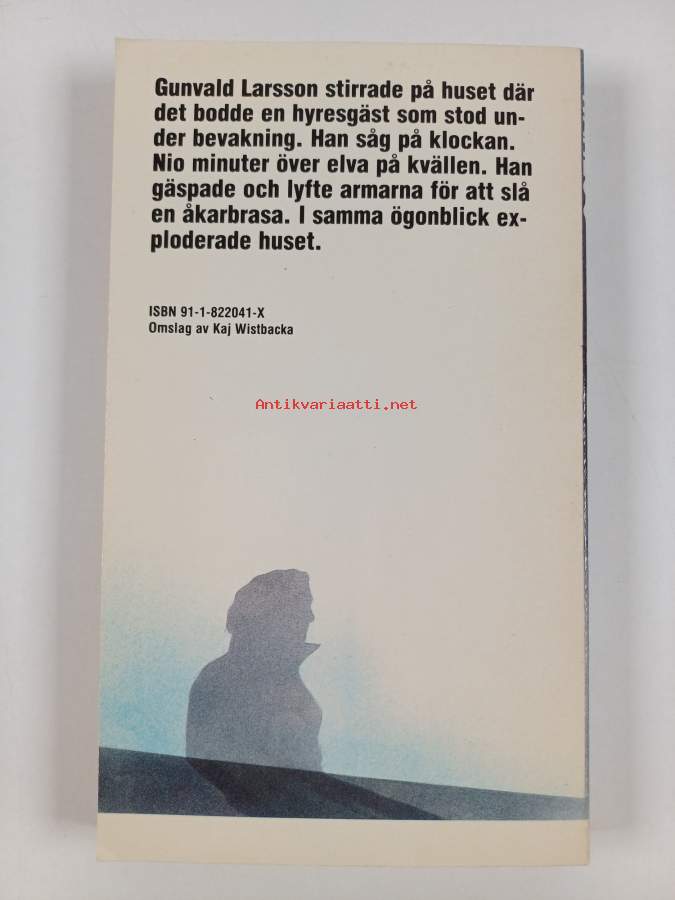 Gunvald Larsson stirrade på huset där
det bodde en hyresgäst som stod un-
der bevakning. Han såg på klockan.
Nio minuter över elva på kvällen. Han
gäspade och lyfte armarna för att slå
en åkarbrasa. I samma ögonblick ex-
ploderade huset.
ISBN 91-1-822041-X
Omslag av Kaj Wistbacka
Antikvariaatti.net